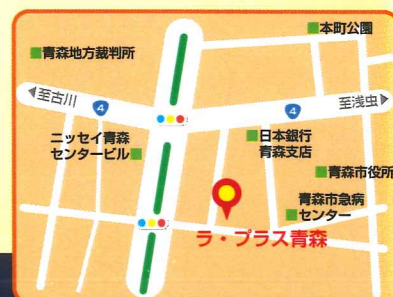 本町公園
青森地方裁判所
至古川
4
4
至浅虫
ニッセイ青森
センタービル
日本銀行
青森支店
青森市役所
青森市急病
センター
ラ・プラス青森